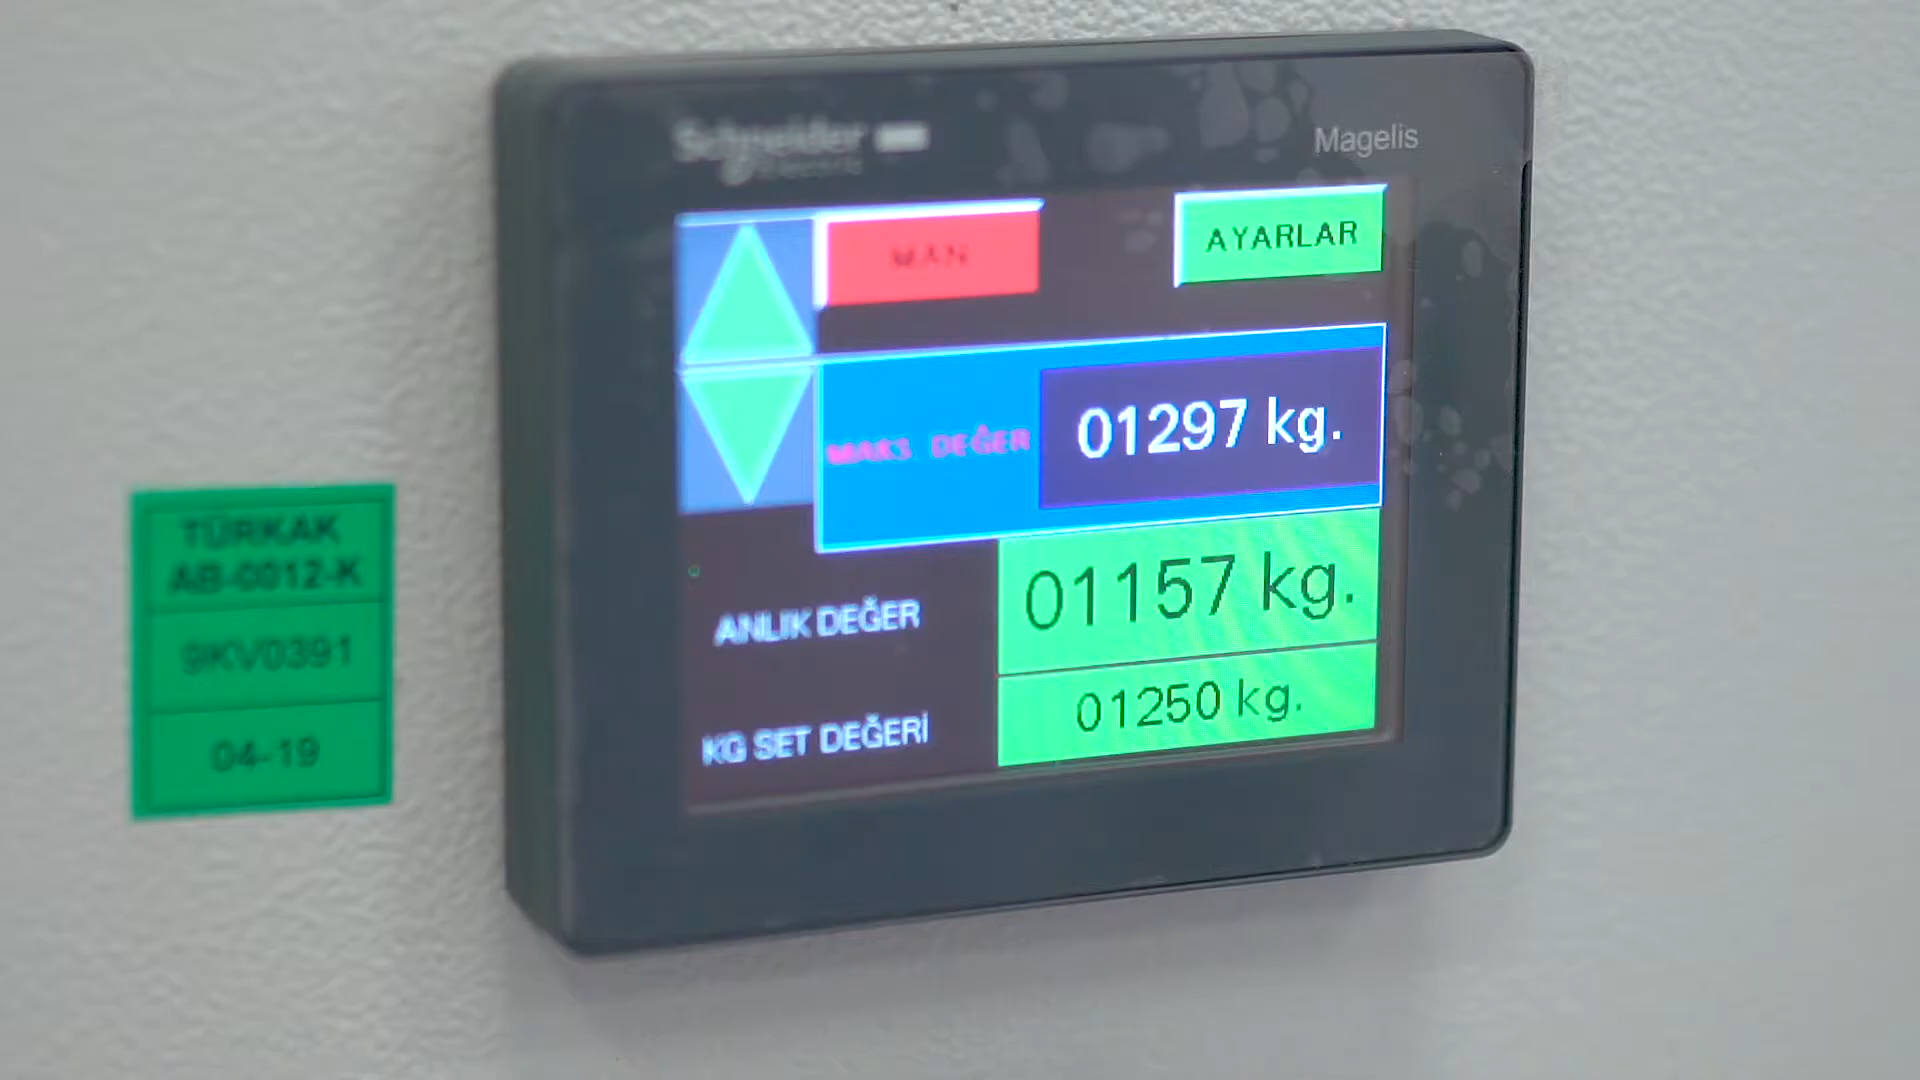 Schneider
Electric
Magelis
MAN
AYARLAR
MAKS. DEĞER
01297 kg.
ANLIK DEĞER
01157 kg.
KG SET DEĞERİ
01250 kg.
TÜRKAK
AB-0012-K
9KV0391
04-19